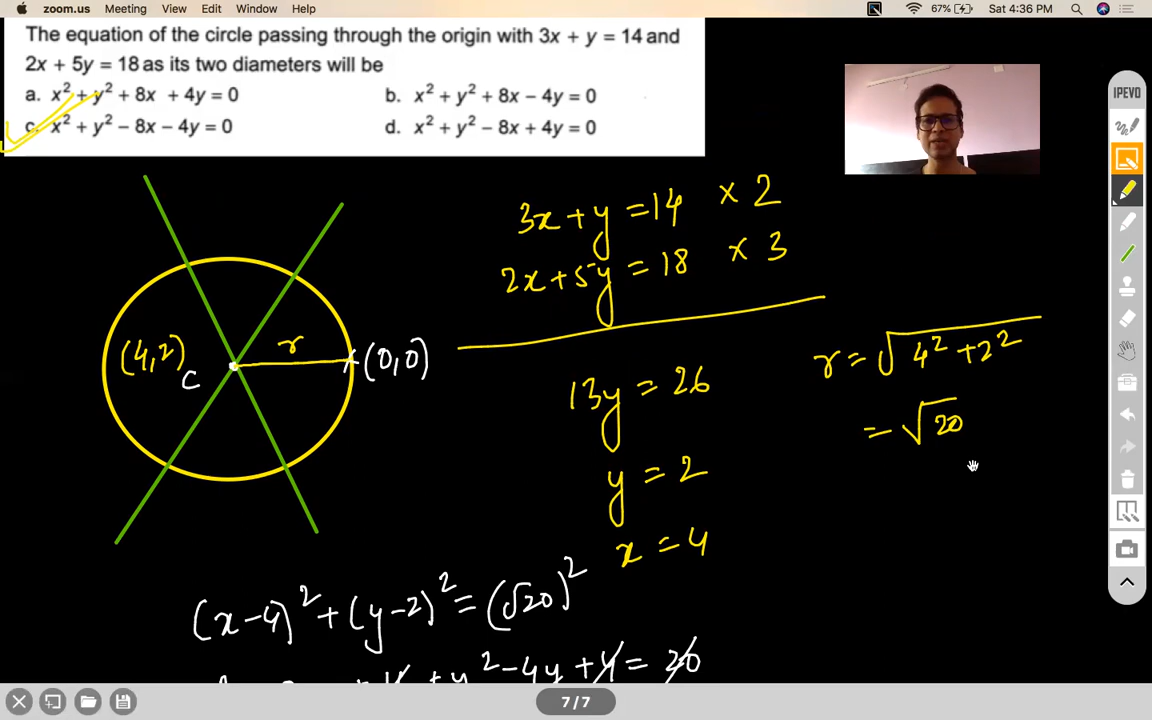 zoom.us Meeting View Edit Window Help 67% Sat 4:36 PM
The equation of the circle passing through the origin with 3x + y = 14 and
2x + 5y = 18 as its two diameters will be
a. x² + y² + 8x + 4y = 0
b. x² + y² + 8x − 4y = 0
c. x² + y² − 8x − 4y = 0
d. x² + y² − 8x + 4y = 0
IPEVO
3x + y = 14 × 2
2x + 5y = 18 × 3
13y = 26
y = 2
x = 4
(4,2)
C
r
(0,0)
r = √4² + 2²
= √20
(x−4)² + (y−2)² = (√20)²
+ y² − 4y + 4 = 20
7/7